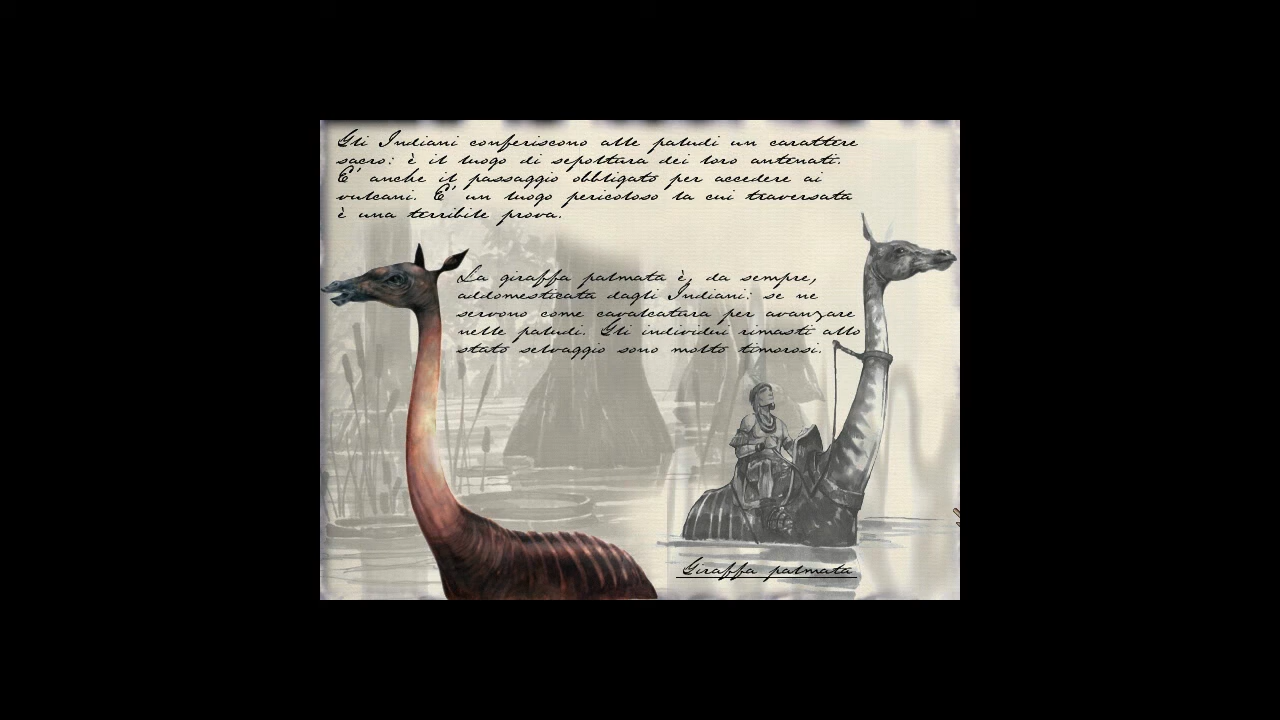 Gli Indiani conferiscono alle paludi un carattere
sacro: è il luogo di sepoltura dei loro antenati.
E' anche il passaggio obbligato per accedere ai
vulcani. E' un luogo pericoloso la cui traversata
è una terribile prova.
La giraffa palmata è, da sempre,
addomesticata dagli Indiani: se ne
servono come cavalcatura per avanzare
nelle paludi. Gli individui rimasti allo
stato selvaggio sono molto timorosi.
Giraffa palmata